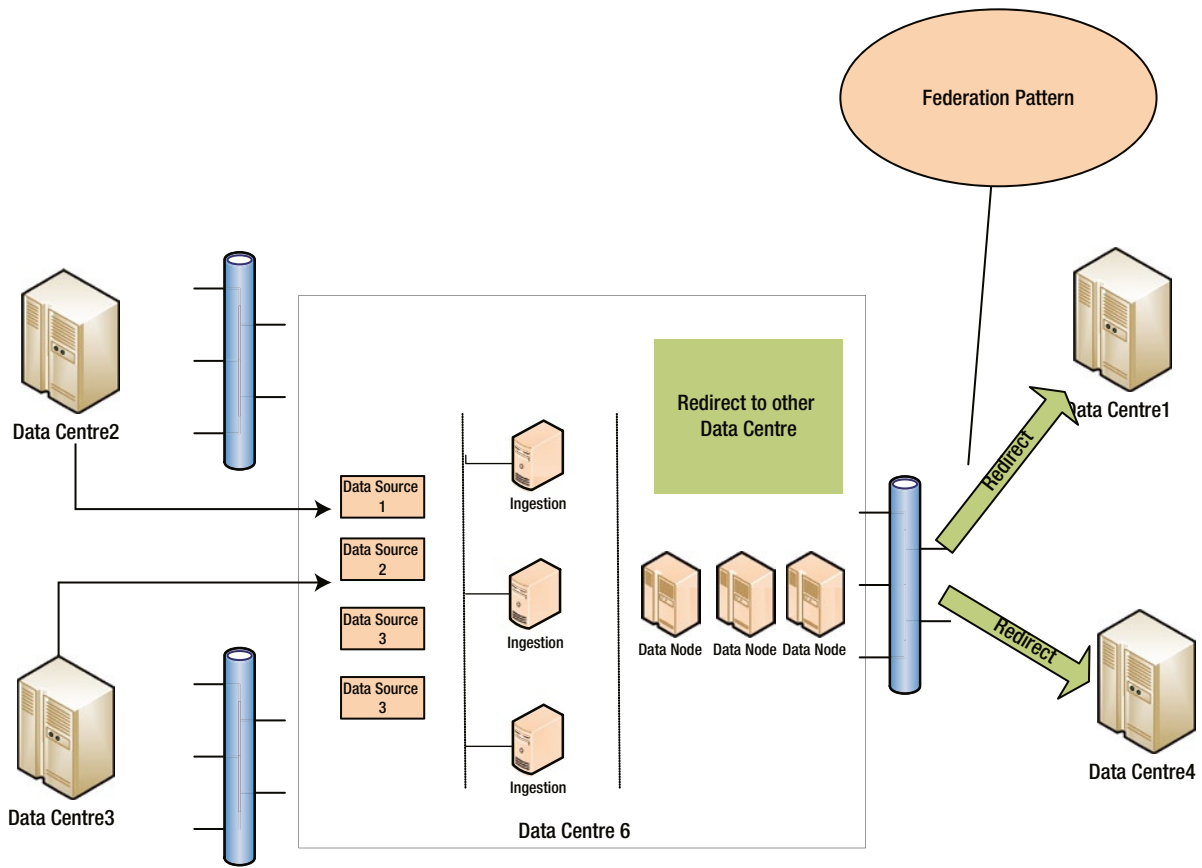 Federation Pattern
Data Centre2
Data Centre1
Redirect to other
Data Centre
Redirect
Data Source
1
Ingestion
Data Source
2
Data Source
3
Ingestion
Data Node
Data Node
Data Node
Redirect
Data Source
3
Data Centre3
Ingestion
Data Centre4
Data Centre 6